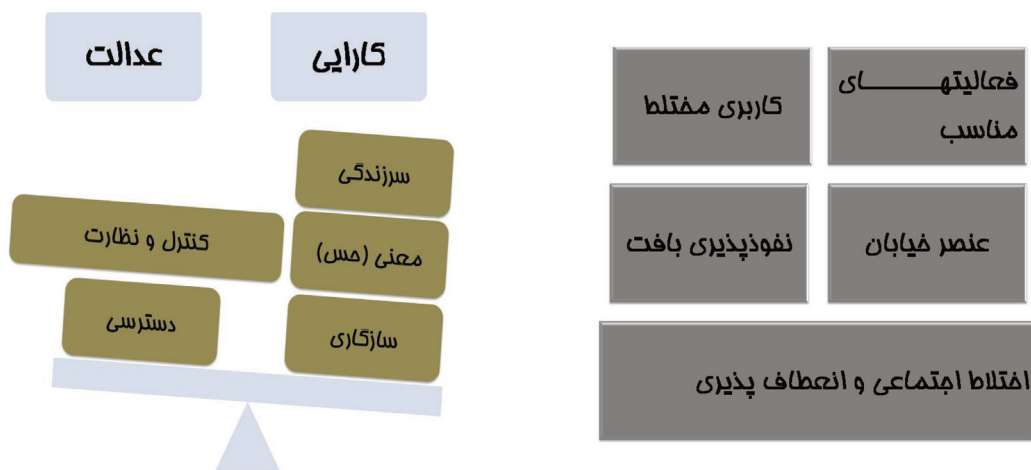 فعالیتهای
مناسب
کاربری مختلط
عنصر خیابان
نفوذپذیری بافت
اختلاط اجتماعی و انعطاف پذیری
کارایی
عدالت
سرزندگی
معنی (حس)
سازگاری
کنترل و نظارت
دسترسی